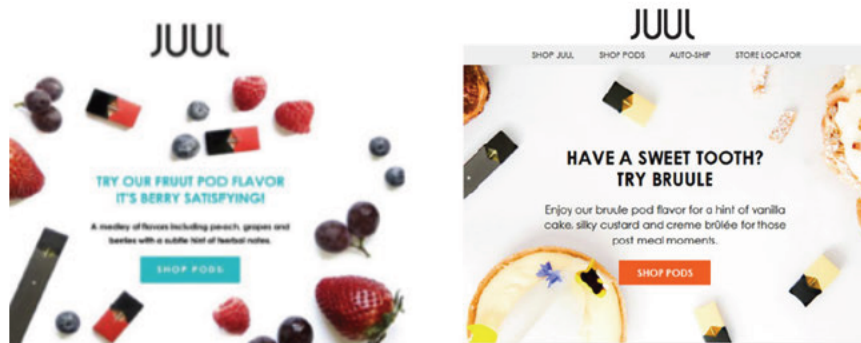 JUUL
TRY OUR FRUUT POD FLAVOR
IT'S BERRY SATISFYING!
A medley of flavors including peach, grapes and
berries with a subtle hint of herbal notes.
SHOP PODS
JUUL
SHOP JUUL
SHOP PODS
AUTO-SHIP
STORE LOCATOR
HAVE A SWEET TOOTH?
TRY BRUULE
Enjoy our bruule pod flavor for a hint of vanilla
cake, silky custard and creme brûlée for those
post meal moments.
SHOP PODS